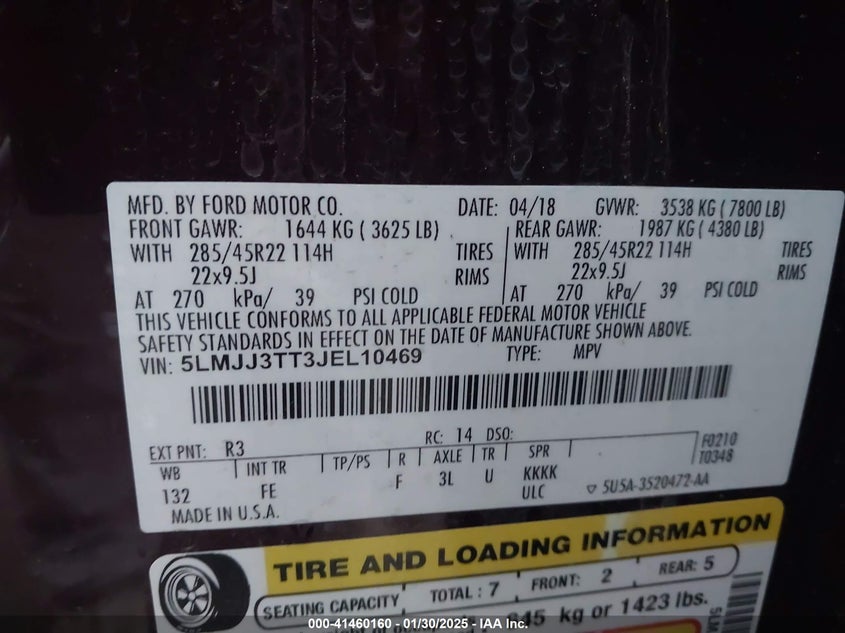 MFD. BY FORD MOTOR CO. DATE: 04/18 GVWR: 3538 KG ( 7800 LB)
FRONT GAWR: 1644 KG ( 3625 LB) REAR GAWR: 1987 KG ( 4380 LB)
WITH 285/45R22 114H TIRES WITH 285/45R22 114H TIRES
22x9.5J RIMS 22x9.5J RIMS
AT 270 kPa/ 39 PSI COLD AT 270 kPa/ 39 PSI COLD
THIS VEHICLE CONFORMS TO ALL APPLICABLE FEDERAL MOTOR VEHICLE
SAFETY STANDARDS IN EFFECT ON THE DATE OF MANUFACTURE SHOWN ABOVE.
VIN: 5LMJJ3TT3JEL10469 TYPE: MPV
EXT PNT: R3 RC: 14 DSO: F0210
T0348
WB INT TR TP/PS R AXLE TR SPR
132 FE F 3L U KKKK
ULC 5U5A-3520472-AA
MADE IN U.S.A.
TIRE AND LOADING INFORMATION
SEATING CAPACITY TOTAL : 7 FRONT: 2 REAR: 5
kg or 1423 lbs.
000-41460160 - 01/30/2025 - IAA Inc.